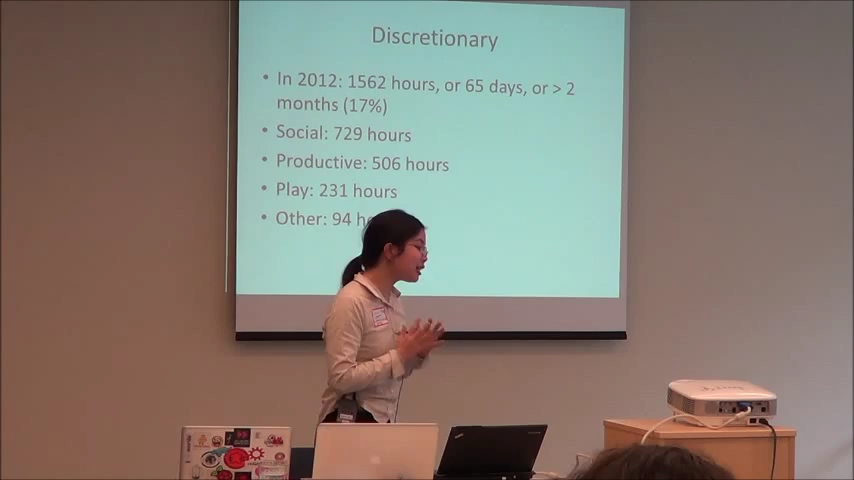 Discretionary
• In 2012: 1562 hours, or 65 days, or > 2
months (17%)
• Social: 729 hours
• Productive: 506 hours
• Play: 231 hours
• Other: 94